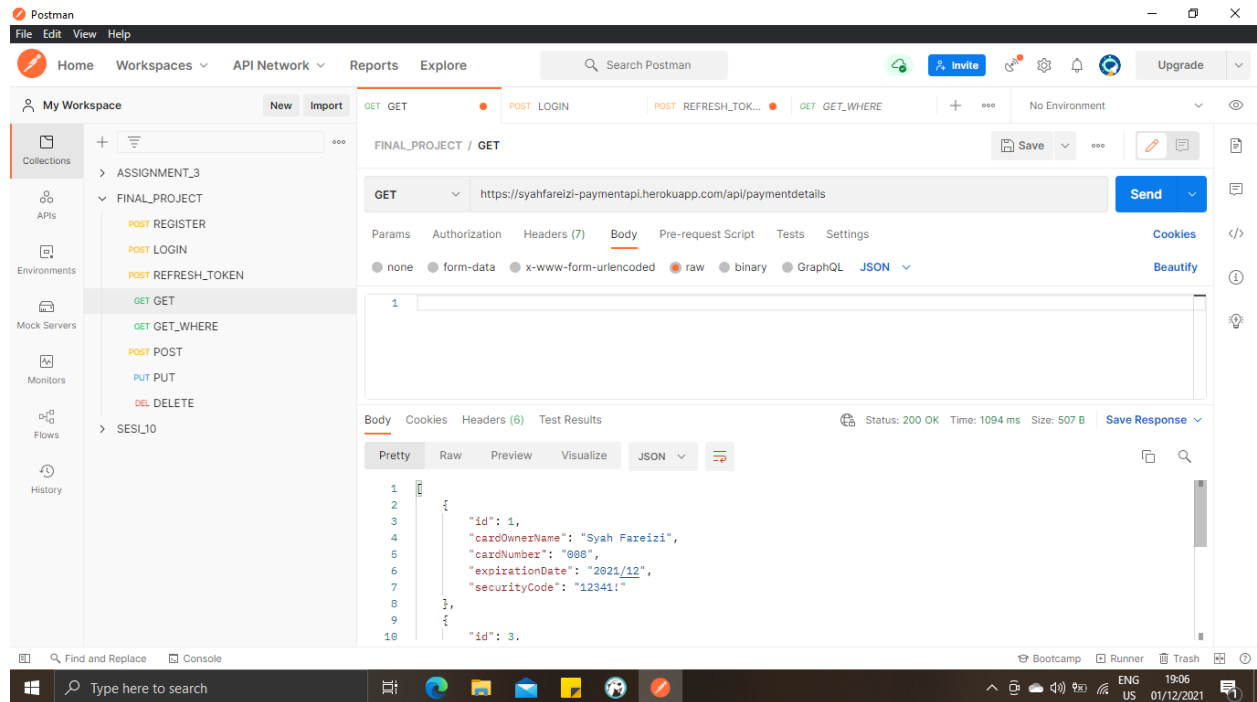 Postman
File Edit View Help
Home Workspaces API Network Reports Explore Search Postman Invite Upgrade
My Workspace New Import GET GET POST LOGIN POST REFRESH_TOK... GET GET_WHERE No Environment
Collections
APIs
Environments
Mock Servers
Monitors
Flows
History
ASSIGNMENT_3
FINAL_PROJECT
POST REGISTER
POST LOGIN
POST REFRESH_TOKEN
GET GET
GET GET_WHERE
POST POST
PUT PUT
DEL DELETE
SESI_10
FINAL_PROJECT / GET Save
GET https://syahfareizi-paymentapi.herokuapp.com/api/paymentdetails Send
Params Authorization Headers (7) Body Pre-request Script Tests Settings Cookies
none form-data x-www-form-urlencoded raw binary GraphQL JSON Beautify
1
Body Cookies Headers (6) Test Results Status: 200 OK Time: 1094 ms Size: 507 B Save Response
Pretty Raw Preview Visualize JSON
1 [
2 {
3 "id": 1,
4 "cardOwnerName": "Syah Fareizi",
5 "cardNumber": "008",
6 "expirationDate": "2021/12",
7 "securityCode": "12341!"
8 },
9 {
10 "id": 3,
Find and Replace Console Bootcamp Runner Trash
Type here to search ENG 19:06
US 01/12/2021
1